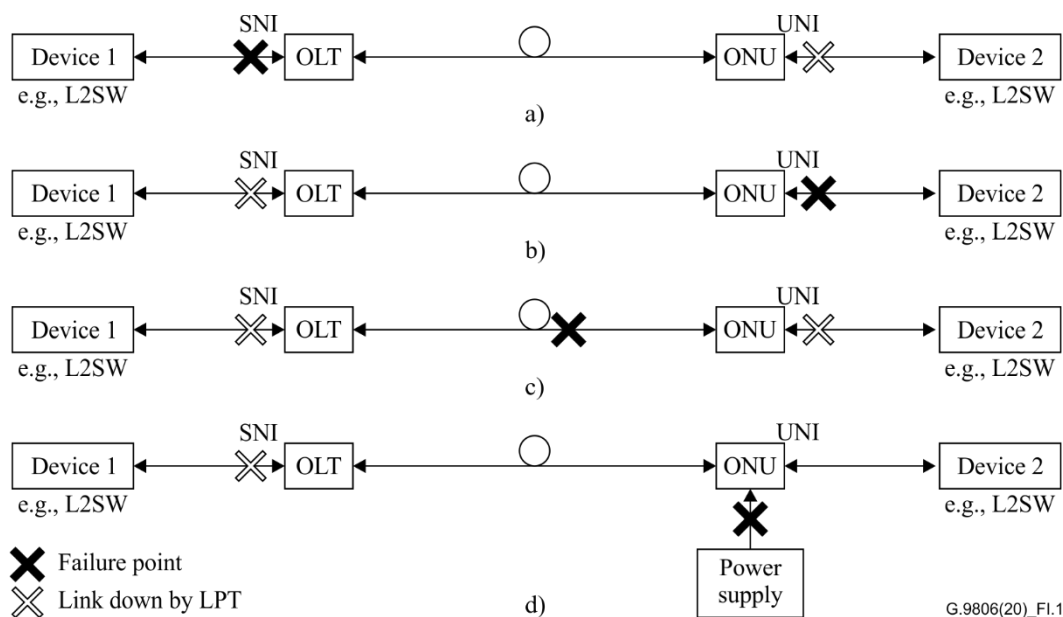 SNI UNI
Device 1 OLT ONU Device 2
e.g., L2SW e.g., L2SW
a)
SNI UNI
Device 1 OLT ONU Device 2
e.g., L2SW e.g., L2SW
b)
SNI UNI
Device 1 OLT ONU Device 2
e.g., L2SW e.g., L2SW
c)
SNI UNI
Device 1 OLT ONU Device 2
e.g., L2SW e.g., L2SW
Failure point
Link down by LPT
Power
supply
d)
G.9806(20)_FI.1